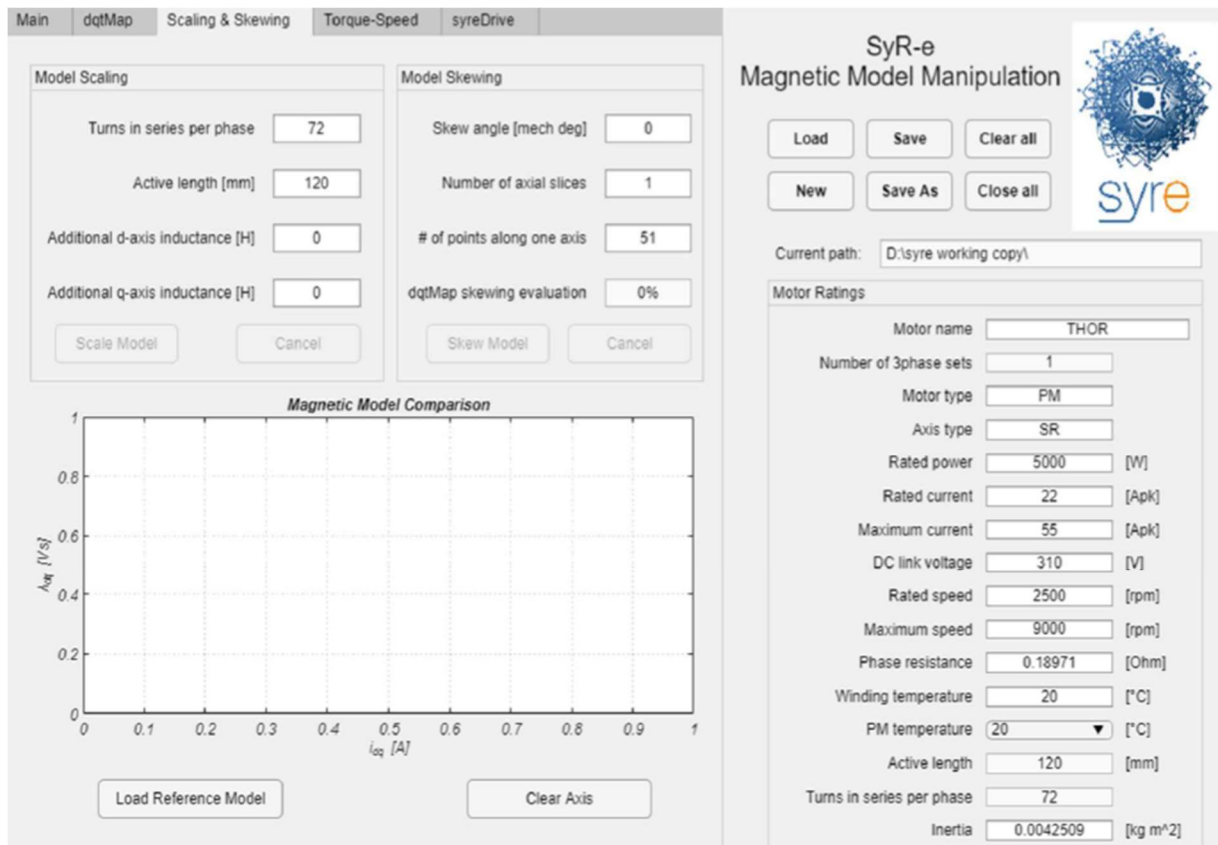 Main dqtMap Scaling & Skewing Torque-Speed syreDrive
Model Scaling
Turns in series per phase 72
Active length [mm] 120
Additional d-axis inductance [H] 0
Additional q-axis inductance [H] 0
Scale Model Cancel
Model Skewing
Skew angle [mech deg] 0
Number of axial slices 1
# of points along one axis 51
dqtMap skewing evaluation 0%
Skew Model Cancel
Magnetic Model Comparison
1
0.8
0.6
0.4
0.2
0
λdq [Vs]
0 0.1 0.2 0.3 0.4 0.5 0.6 0.7 0.8 0.9 1
idq [A]
Load Reference Model Clear Axis
SyR-e
Magnetic Model Manipulation
syre
Load Save Clear all
New Save As Close all
Current path: D:\syre working copy\
Motor Ratings
Motor name THOR
Number of 3phase sets 1
Motor type PM
Axis type SR
Rated power 5000 [W]
Rated current 22 [Apk]
Maximum current 55 [Apk]
DC link voltage 310 [V]
Rated speed 2500 [rpm]
Maximum speed 9000 [rpm]
Phase resistance 0.18971 [Ohm]
Winding temperature 20 [°C]
PM temperature 20 ▼ [°C]
Active length 120 [mm]
Turns in series per phase 72
Inertia 0.0042509 [kg m^2]